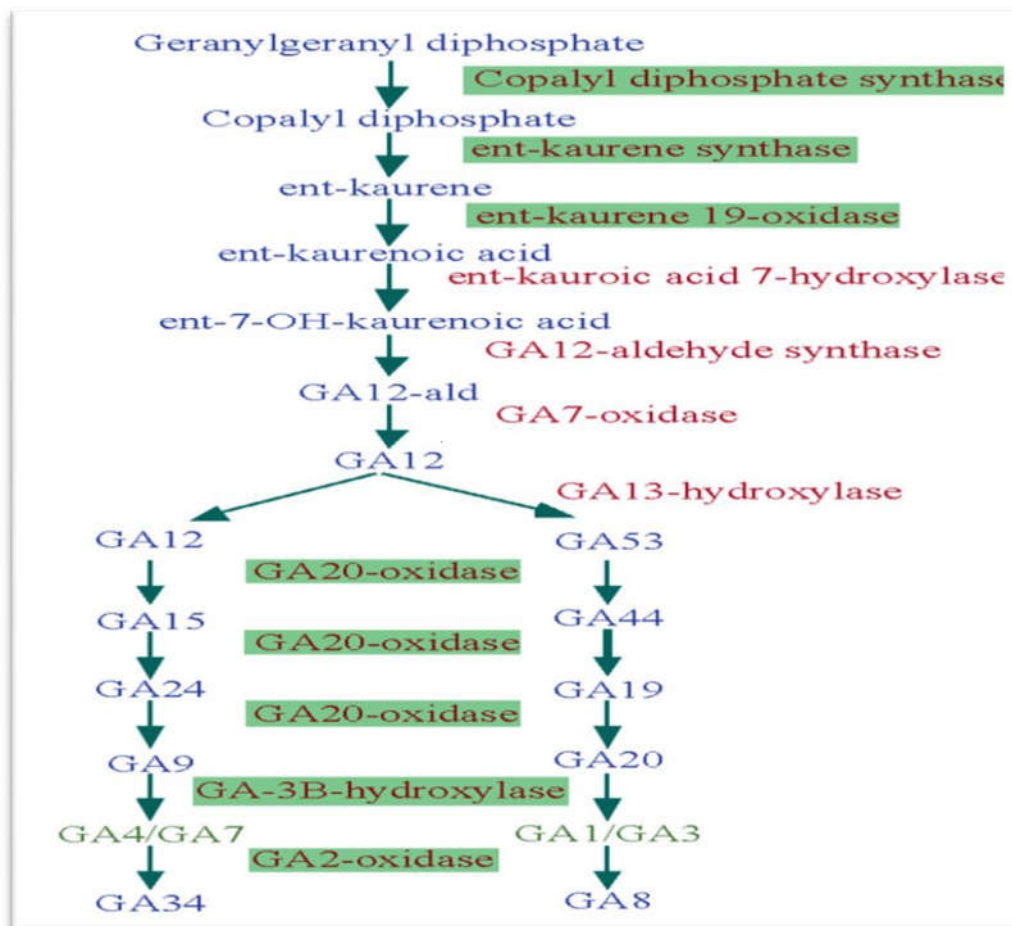 Geranylgeranyl diphosphate
Copalyl diphosphate synthase
Copalyl diphosphate
ent-kaurene synthase
ent-kaurene
ent-kaurene 19-oxidase
ent-kaurenoic acid
ent-kauroic acid 7-hydroxylase
ent-7-OH-kaurenoic acid
GA12-aldehyde synthase
GA12-ald
GA7-oxidase
GA12
GA13-hydroxylase
GA12 GA53
GA20-oxidase
GA15 GA44
GA20-oxidase
GA24 GA19
GA20-oxidase
GA9 GA20
GA-3B-hydroxylase
GA4/GA7 GA1/GA3
GA2-oxidase
GA34 GA8